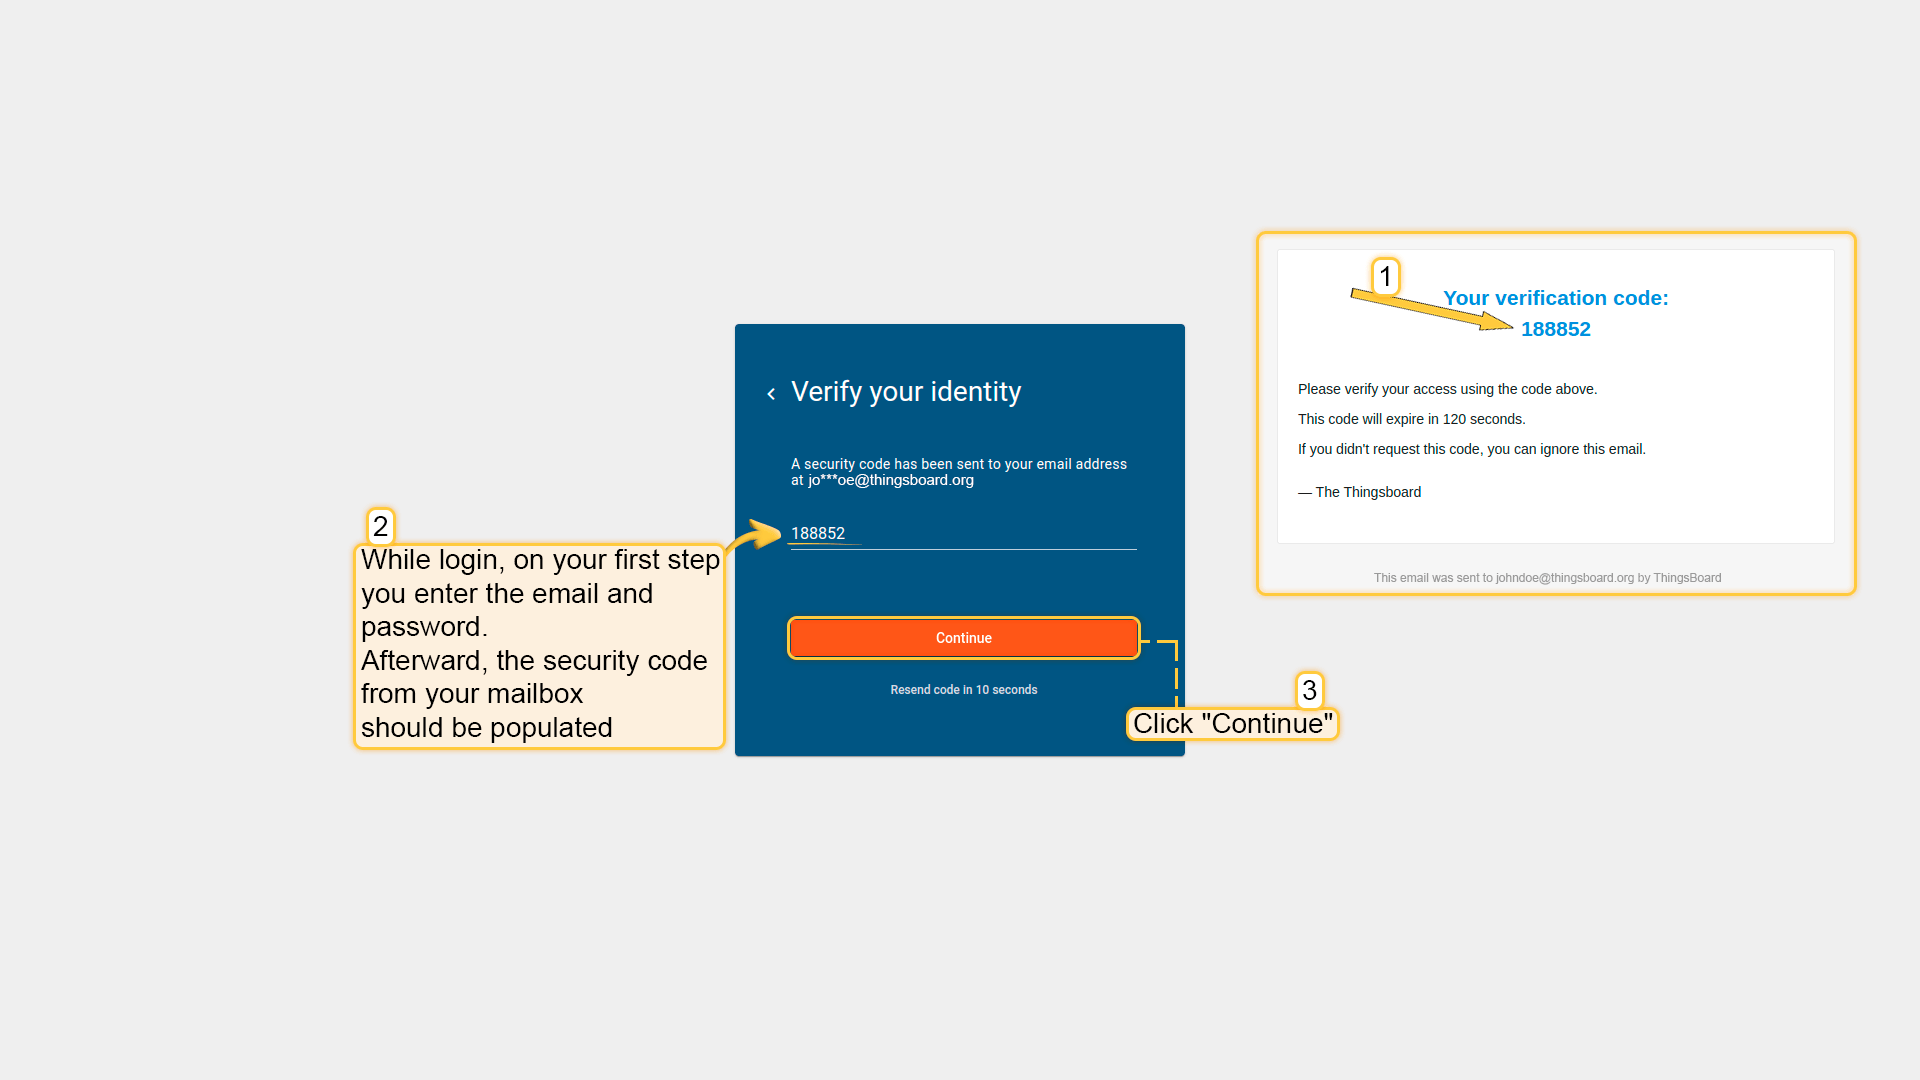 1
Your verification code:
188852
Please verify your access using the code above.
This code will expire in 120 seconds.
If you didn't request this code, you can ignore this email.
— The Thingsboard
This email was sent to johndoe@thingsboard.org by ThingsBoard
Verify your identity
A security code has been sent to your email address
at jo***oe@thingsboard.org
188852
2
While login, on your first step
you enter the email and
password.
Afterward, the security code
from your mailbox
should be populated
Continue
Resend code in 10 seconds
3
Click "Continue"